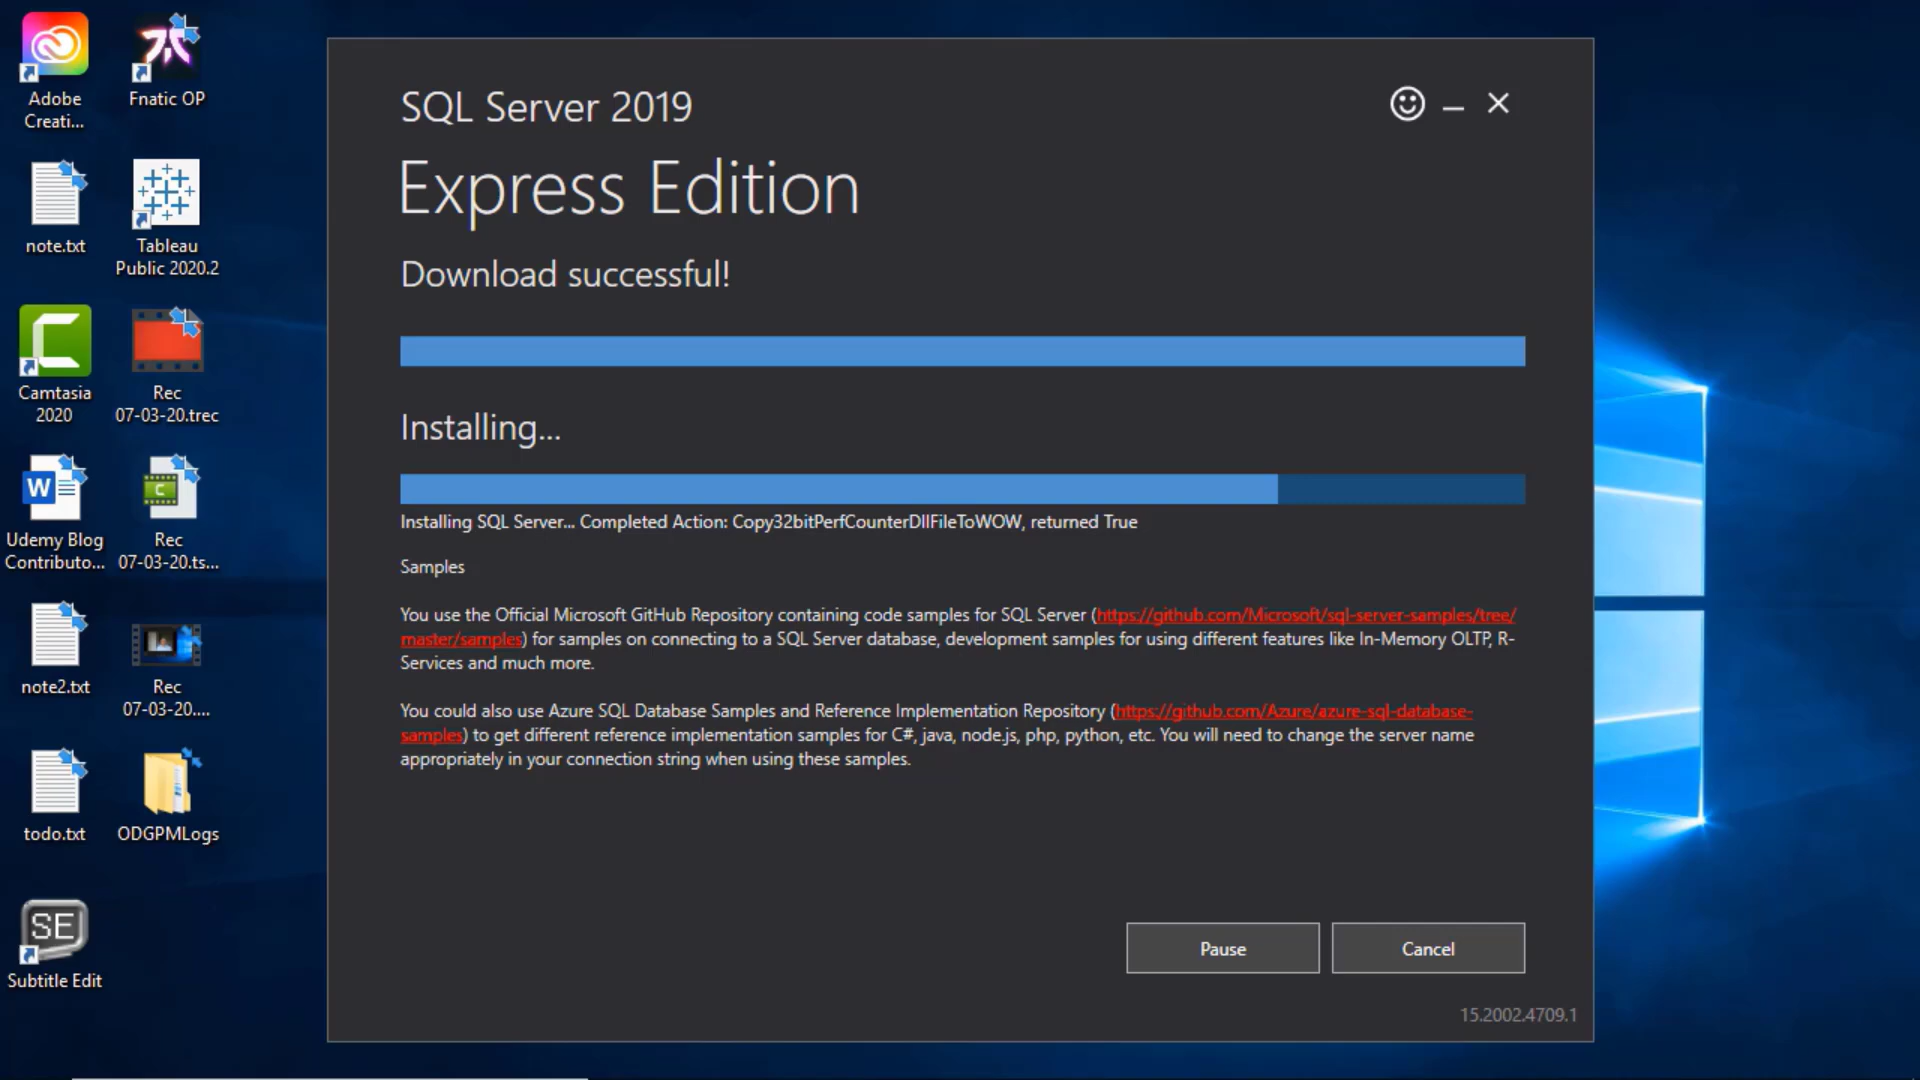 Adobe
Creati...
Fnatic OP
note.txt
Tableau
Public 2020.2
Camtasia
2020
Rec
07-03-20.trec
W
Udemy Blog
Contributo...
C
Rec
07-03-20.ts...
note2.txt
Rec
07-03-20....
todo.txt
ODGPMLogs
SE
Subtitle Edit
SQL Server 2019
Express Edition
Download successful!
Installing...
Installing SQL Server... Completed Action: Copy32bitPerfCounterDllFileToWOW, returned True
Samples
You use the Official Microsoft GitHub Repository containing code samples for SQL Server (https://github.com/Microsoft/sql-server-samples/tree/
master/samples) for samples on connecting to a SQL Server database, development samples for using different features like In-Memory OLTP, R-
Services and much more.
You could also use Azure SQL Database Samples and Reference Implementation Repository (https://github.com/Azure/azure-sql-database-
samples) to get different reference implementation samples for C#, java, node.js, php, python, etc. You will need to change the server name
appropriately in your connection string when using these samples.
Pause
Cancel
15.2002.4709.1